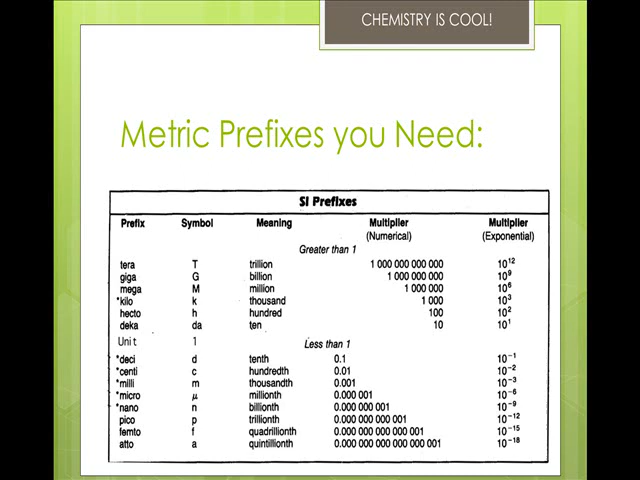 CHEMISTRY IS COOL!
Metric Prefixes you Need:
SI Prefixes
Prefix Symbol Meaning Multiplier (Numerical) Multiplier (Exponential)
Greater than 1
tera T trillion 1 000 000 000 000 10¹²
giga G billion 1 000 000 000 10⁹
mega M million 1 000 000 10⁶
*kilo k thousand 1 000 10³
hecto h hundred 100 10²
deka da ten 10 10¹
Unit 1
Less than 1
*deci d tenth 0.1 10⁻¹
*centi c hundredth 0.01 10⁻²
*milli m thousandth 0.001 10⁻³
*micro μ millionth 0.000 001 10⁻⁶
*nano n billionth 0.000 000 001 10⁻⁹
pico p trillionth 0.000 000 000 001 10⁻¹²
femto f quadrillionth 0.000 000 000 000 001 10⁻¹⁵
atto a quintillionth 0.000 000 000 000 000 001 10⁻¹⁸